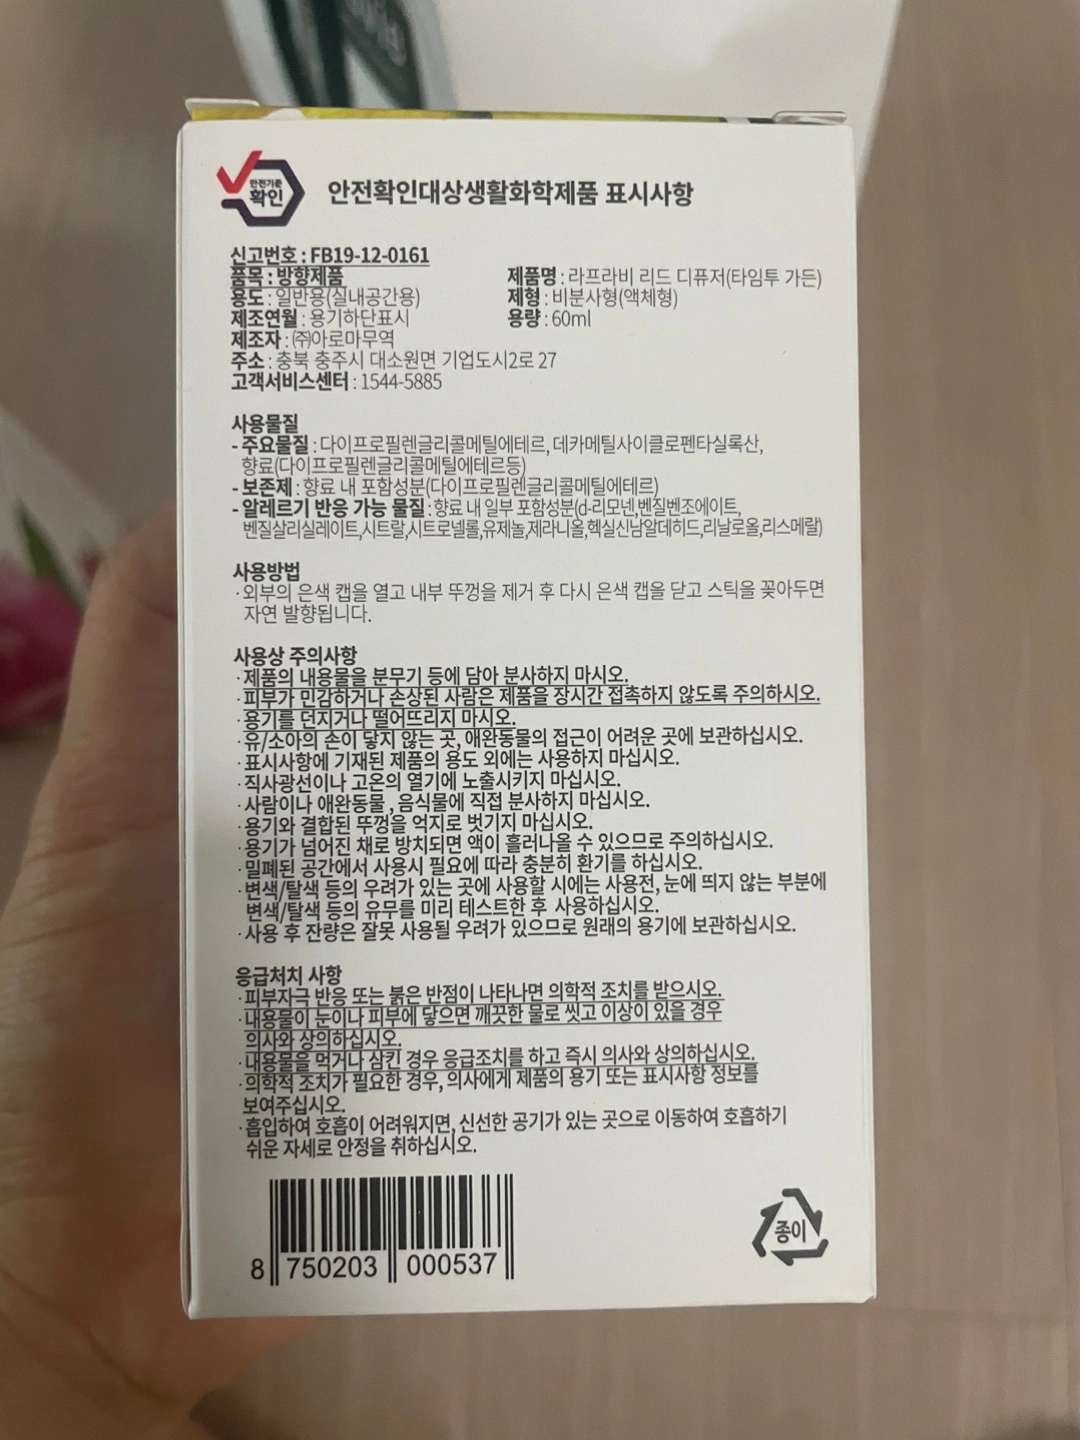 안전기준
확인
안전확인대상생활화학제품 표시사항
신고번호 : FB19-12-0161
품목 : 방향제품
제품명 : 라프라비 리드 디퓨저(타임투 가든)
용도 : 일반용(실내공간용)
제형 : 비분사형(액체형)
제조연월 : 용기하단표시
용량 : 60ml
제조자 : ㈜아로마무역
주소 : 충북 충주시 대소원면 기업도시2로 27
고객서비스센터 : 1544-5885
사용물질
- 주요물질 : 다이프로필렌글리콜메틸에테르, 데카메틸사이클로펜타실록산,
향료(다이프로필렌글리콜메틸에테르등)
- 보존제 : 향료 내 포함성분(다이프로필렌글리콜메틸에테르)
- 알레르기 반응 가능 물질 : 향료 내 일부 포함성분(d-리모넨,벤질벤조에이트,
벤질살리실레이트,시트랄,시트로넬롤,유제놀,제라니올,헥실신남알데히드,리날로올,리스메랄)
사용방법
· 외부의 은색 캡을 열고 내부 뚜껑을 제거 후 다시 은색 캡을 닫고 스틱을 꽂아두면
자연 발향됩니다.
사용상 주의사항
· 제품의 내용물을 분무기 등에 담아 분사하지 마시오.
· 피부가 민감하거나 손상된 사람은 제품을 장시간 접촉하지 않도록 주의하시오.
· 용기를 던지거나 떨어뜨리지 마시오.
· 유/소아의 손이 닿지 않는 곳, 애완동물의 접근이 어려운 곳에 보관하십시오.
· 표시사항에 기재된 제품의 용도 외에는 사용하지 마십시오.
· 직사광선이나 고온의 열기에 노출시키지 마십시오.
· 사람이나 애완동물 , 음식물에 직접 분사하지 마십시오.
· 용기와 결합된 뚜껑을 억지로 벗기지 마십시오.
· 용기가 넘어진 채로 방치되면 액이 흘러나올 수 있으므로 주의하십시오.
· 밀폐된 공간에서 사용시 필요에 따라 충분히 환기를 하십시오.
· 변색/탈색 등의 우려가 있는 곳에 사용할 시에는 사용전, 눈에 띄지 않는 부분에
변색/탈색 등의 유무를 미리 테스트한 후 사용하십시오.
· 사용 후 잔량은 잘못 사용될 우려가 있으므로 원래의 용기에 보관하십시오.
응급처치 사항
· 피부자극 반응 또는 붉은 반점이 나타나면 의학적 조치를 받으시오.
· 내용물이 눈이나 피부에 닿으면 깨끗한 물로 씻고 이상이 있을 경우
의사와 상의하십시오.
· 내용물을 먹거나 삼킨 경우 응급조치를 하고 즉시 의사와 상의하십시오.
· 의학적 조치가 필요한 경우, 의사에게 제품의 용기 또는 표시사항 정보를
보여주십시오.
· 흡입하여 호흡이 어려워지면, 신선한 공기가 있는 곳으로 이동하여 호흡하기
쉬운 자세로 안정을 취하십시오.
8 750203 000537
종이